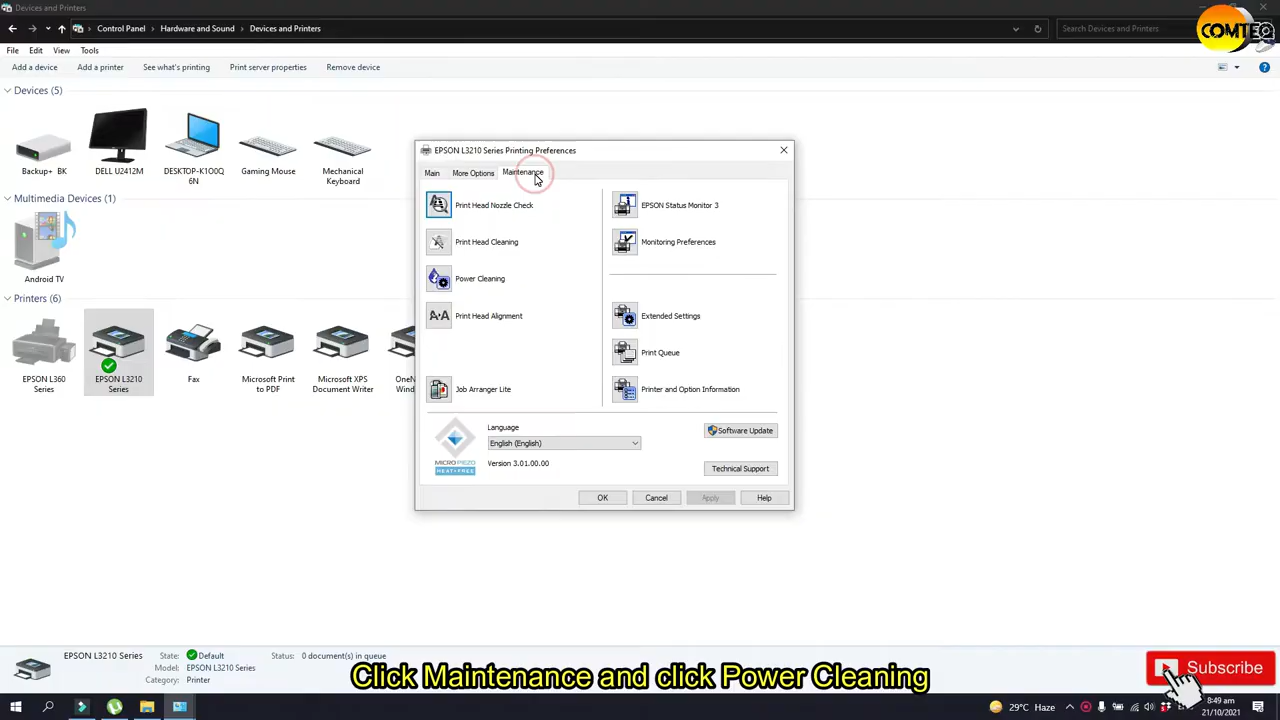 Devices and Printers
COMTEQ
Control Panel > Hardware and Sound > Devices and Printers
Search Devices and Printers
File Edit View Tools
Add a device Add a printer See what's printing Print server properties Remove device
Devices (5)
Backup+ BK
DELL U2412M
DESKTOP-K1O0Q
6N
Gaming Mouse
Mechanical
Keyboard
Multimedia Devices (1)
Android TV
Printers (6)
EPSON L360
Series
EPSON L3210
Series
Fax
Microsoft Print
to PDF
Microsoft XPS
Document Writer
OneN
Wind
EPSON L3210 Series Printing Preferences
Main More Options Maintenance
Print Head Nozzle Check
Print Head Cleaning
Power Cleaning
A·A Print Head Alignment
Job Arranger Lite
EPSON Status Monitor 3
Monitoring Preferences
Extended Settings
Print Queue
Printer and Option Information
Language
English (English)
Version 3.01.00.00
MICRO PIEZO
HEAT-FREE
Software Update
Technical Support
OK Cancel Apply Help
EPSON L3210 Series
State: Default
Model: EPSON L3210 Series
Category: Printer
Status: 0 document(s) in queue
Click Maintenance and click Power Cleaning
Subscribe
29°C Haze
8:49 am
21/10/2021